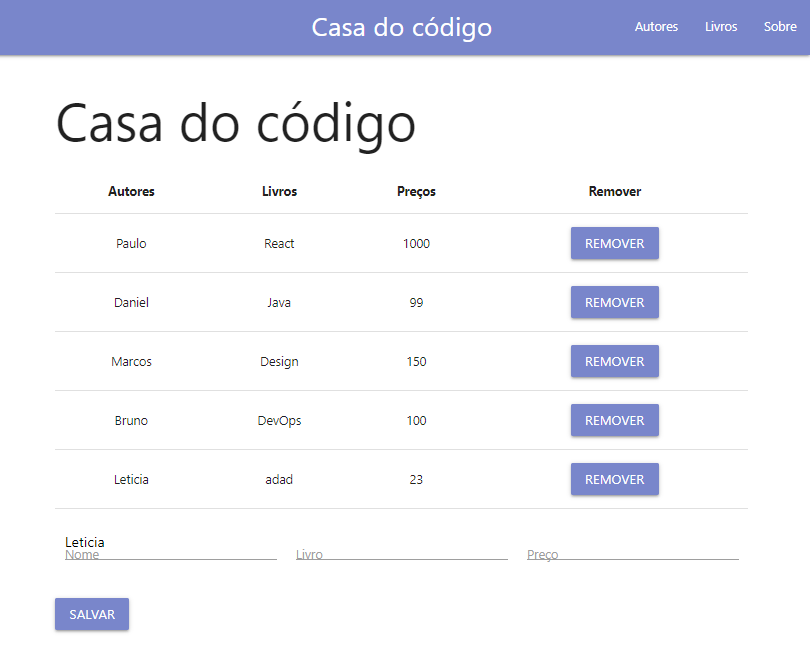 Casa do código Autores Livros Sobre
Casa do código
Autores Livros Preços Remover
Paulo React 1000 REMOVER
Daniel Java 99 REMOVER
Marcos Design 150 REMOVER
Bruno DevOps 100 REMOVER
Leticia adad 23 REMOVER
Leticia
Nome Livro Preço
SALVAR